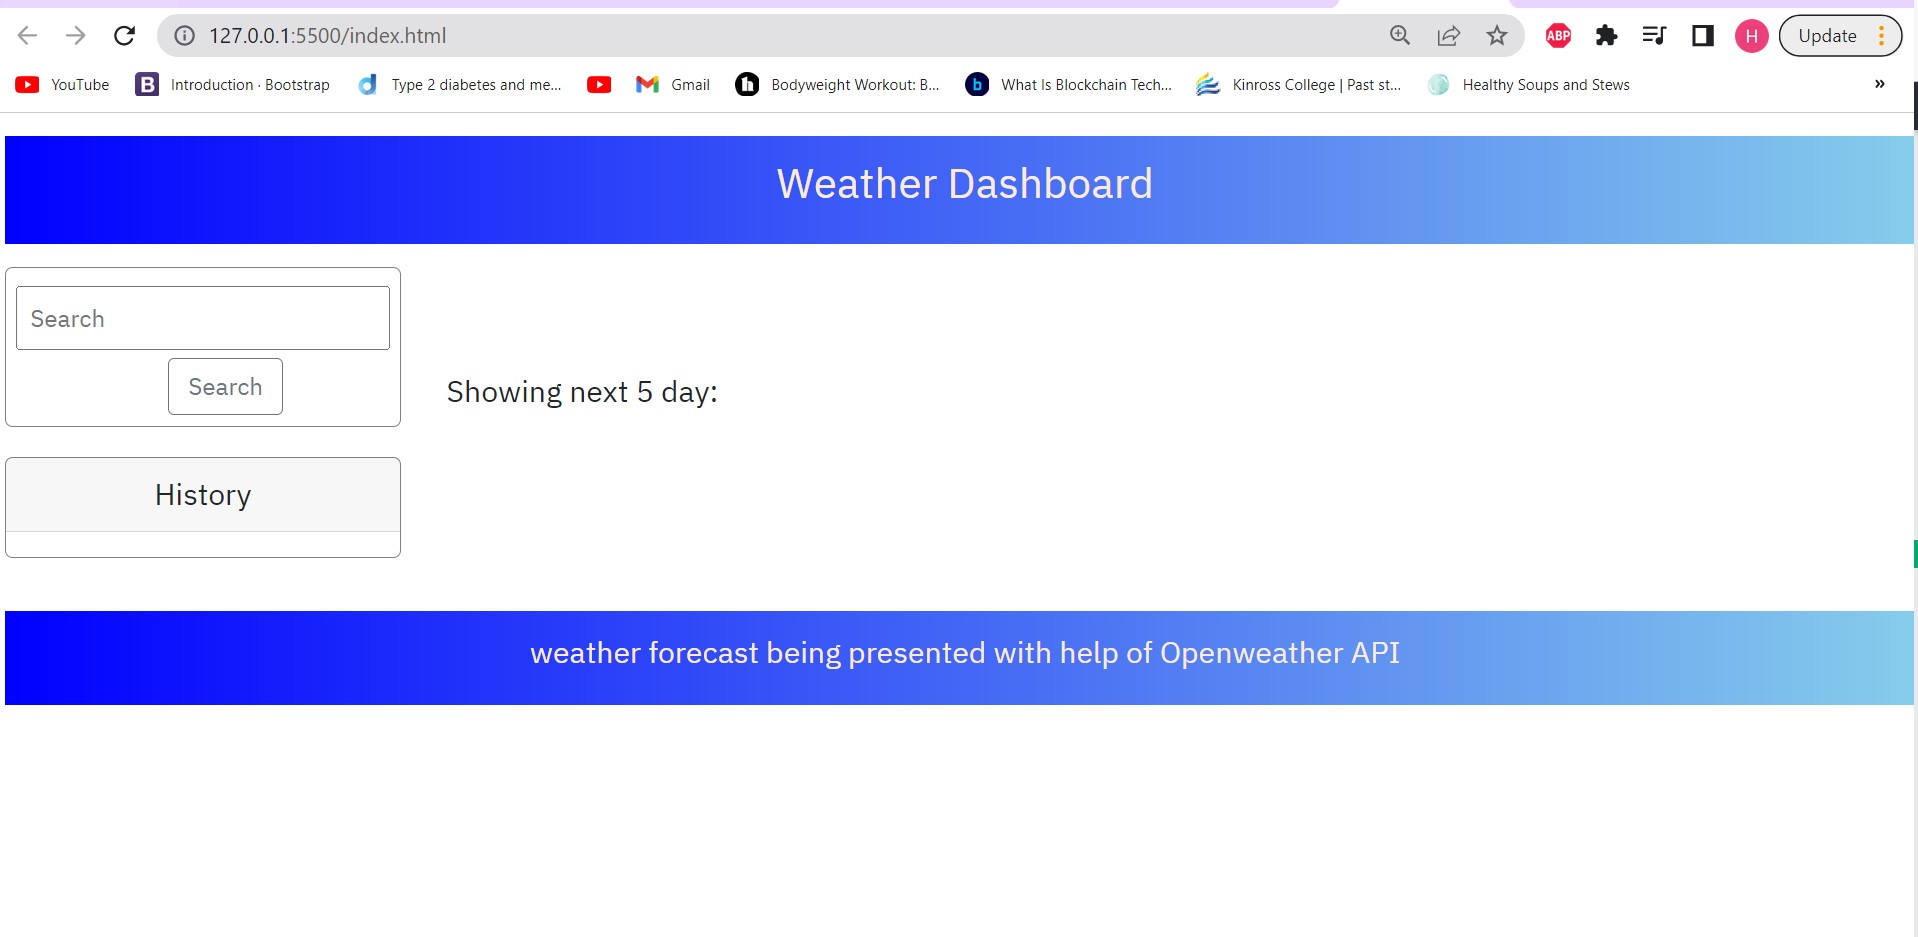 127.0.0.1:5500/index.html
ABP
H
Update
YouTube
B
Introduction · Bootstrap
d
Type 2 diabetes and me...
Gmail
h
Bodyweight Workout: B...
b
What Is Blockchain Tech...
Kinross College | Past st...
Healthy Soups and Stews
»
Weather Dashboard
Search
Search
Showing next 5 day:
History
weather forecast being presented with help of Openweather API